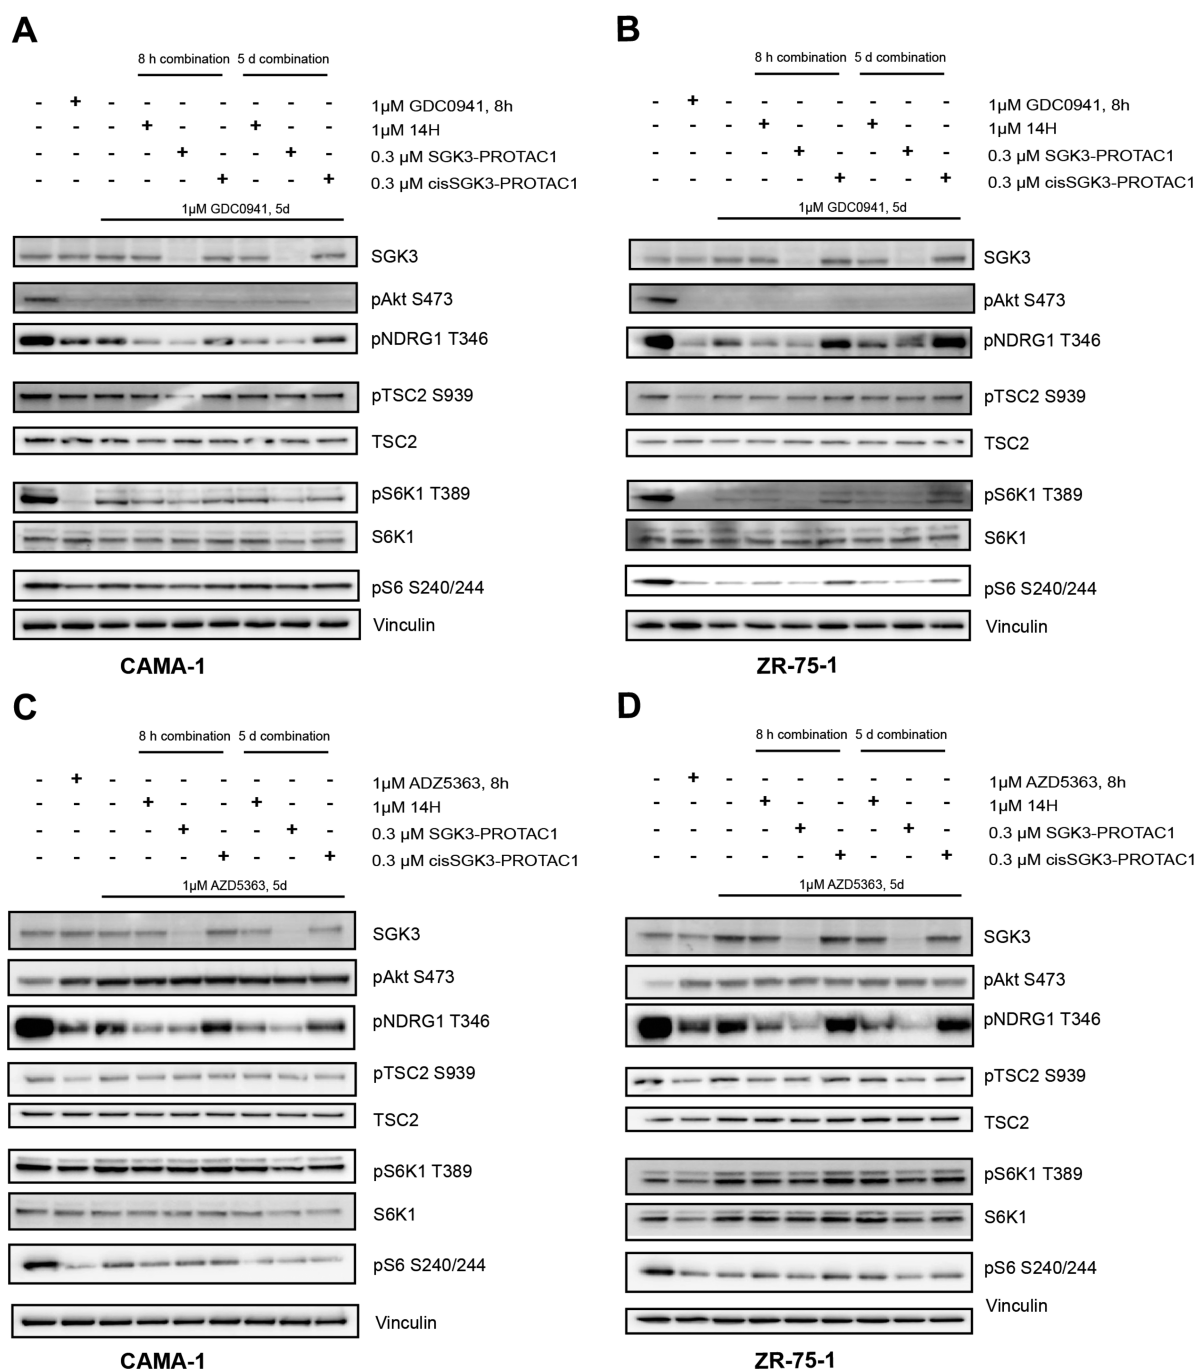 A
8 h combination 5 d combination
- + - - - - - - - 1μM GDC0941, 8h
- - - + - - + - - 1μM 14H
- - - - + - - + - 0.3 μM SGK3-PROTAC1
- - - - - + - - + 0.3 μM cisSGK3-PROTAC1
1μM GDC0941, 5d
SGK3
pAkt S473
pNDRG1 T346
pTSC2 S939
TSC2
pS6K1 T389
S6K1
pS6 S240/244
Vinculin
CAMA-1
B
8 h combination 5 d combination
- + - - - - - - - 1μM GDC0941, 8h
- - - + - - + - - 1μM 14H
- - - - + - - + - 0.3 μM SGK3-PROTAC1
- - - - - + - - + 0.3 μM cisSGK3-PROTAC1
1μM GDC0941, 5d
SGK3
pAkt S473
pNDRG1 T346
pTSC2 S939
TSC2
pS6K1 T389
S6K1
pS6 S240/244
Vinculin
ZR-75-1
C
8 h combination 5 d combination
- + - - - - - - - 1μM ADZ5363, 8h
- - - + - - + - - 1μM 14H
- - - - + - - + - 0.3 μM SGK3-PROTAC1
- - - - - + - - + 0.3 μM cisSGK3-PROTAC1
1μM AZD5363, 5d
SGK3
pAkt S473
pNDRG1 T346
pTSC2 S939
TSC2
pS6K1 T389
S6K1
pS6 S240/244
Vinculin
CAMA-1
D
8 h combination 5 d combination
- + - - - - - - - 1μM AZD5363, 8h
- - - + - - + - - 1μM 14H
- - - - + - - + - 0.3 μM SGK3-PROTAC1
- - - - - + - - + 0.3 μM cisSGK3-PROTAC1
1μM AZD5363, 5d
SGK3
pAkt S473
pNDRG1 T346
pTSC2 S939
TSC2
pS6K1 T389
S6K1
pS6 S240/244
Vinculin
ZR-75-1